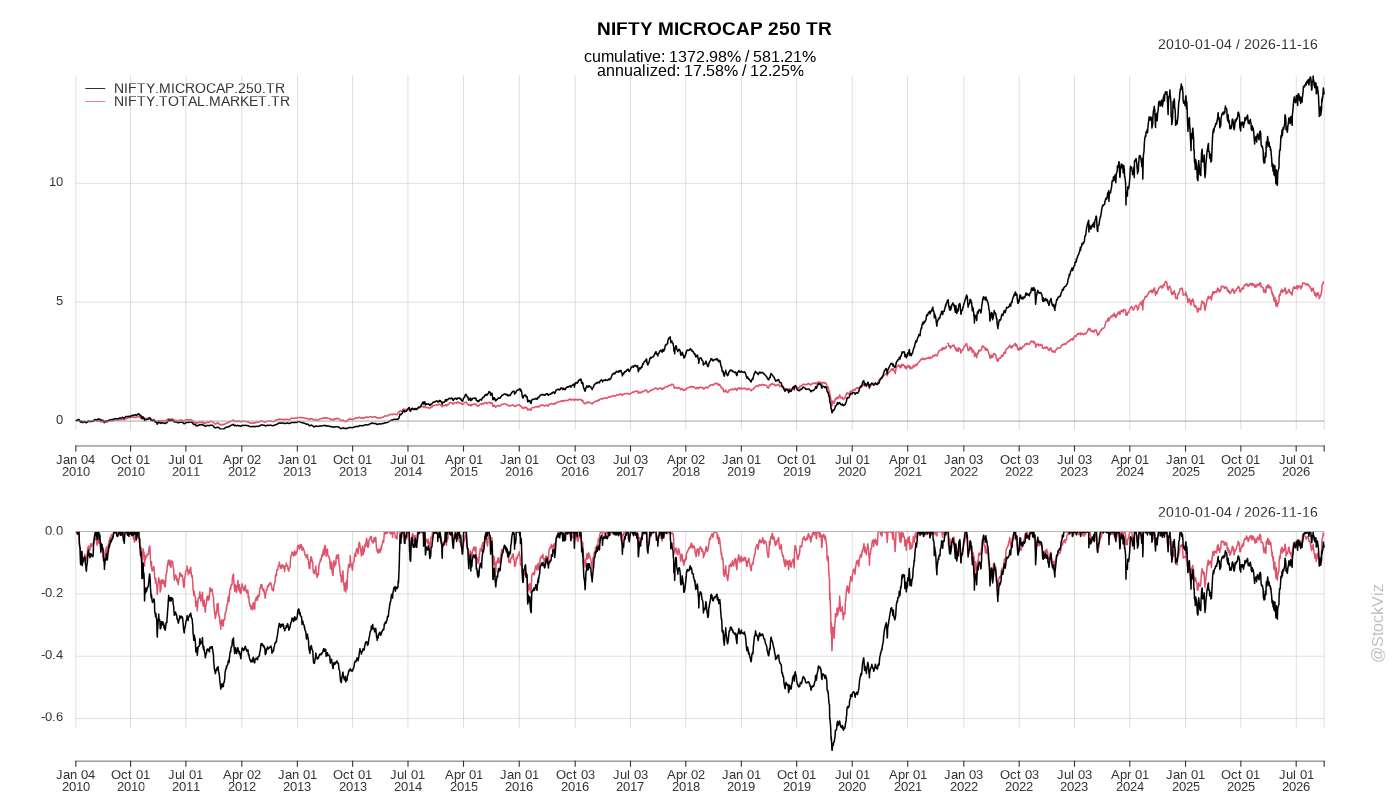 NIFTY MICROCAP 250 TR
cumulative: 1372.98% / 581.21%
annualized: 17.58% / 12.25%
2010-01-04 / 2026-11-16
NIFTY.MICROCAP.250.TR
NIFTY.TOTAL.MARKET.TR
10
5
0
Jan 04 Oct 01 Jul 01 Apr 02 Jan 01 Oct 01 Jul 01 Apr 01 Jan 01 Oct 03 Jul 03 Apr 02 Jan 01 Oct 01 Jul 01 Apr 01 Jan 03 Oct 03 Jul 03 Apr 01 Jan 01 Oct 01 Jul 01
2010 2010 2011 2012 2013 2013 2014 2015 2016 2016 2017 2018 2019 2019 2020 2021 2022 2022 2023 2024 2025 2025 2026
2010-01-04 / 2026-11-16
0.0
-0.2
-0.4
-0.6
Jan 04 Oct 01 Jul 01 Apr 02 Jan 01 Oct 01 Jul 01 Apr 01 Jan 01 Oct 03 Jul 03 Apr 02 Jan 01 Oct 01 Jul 01 Apr 01 Jan 03 Oct 03 Jul 03 Apr 01 Jan 01 Oct 01 Jul 01
2010 2010 2011 2012 2013 2013 2014 2015 2016 2016 2017 2018 2019 2019 2020 2021 2022 2022 2023 2024 2025 2025 2026
@StockViz